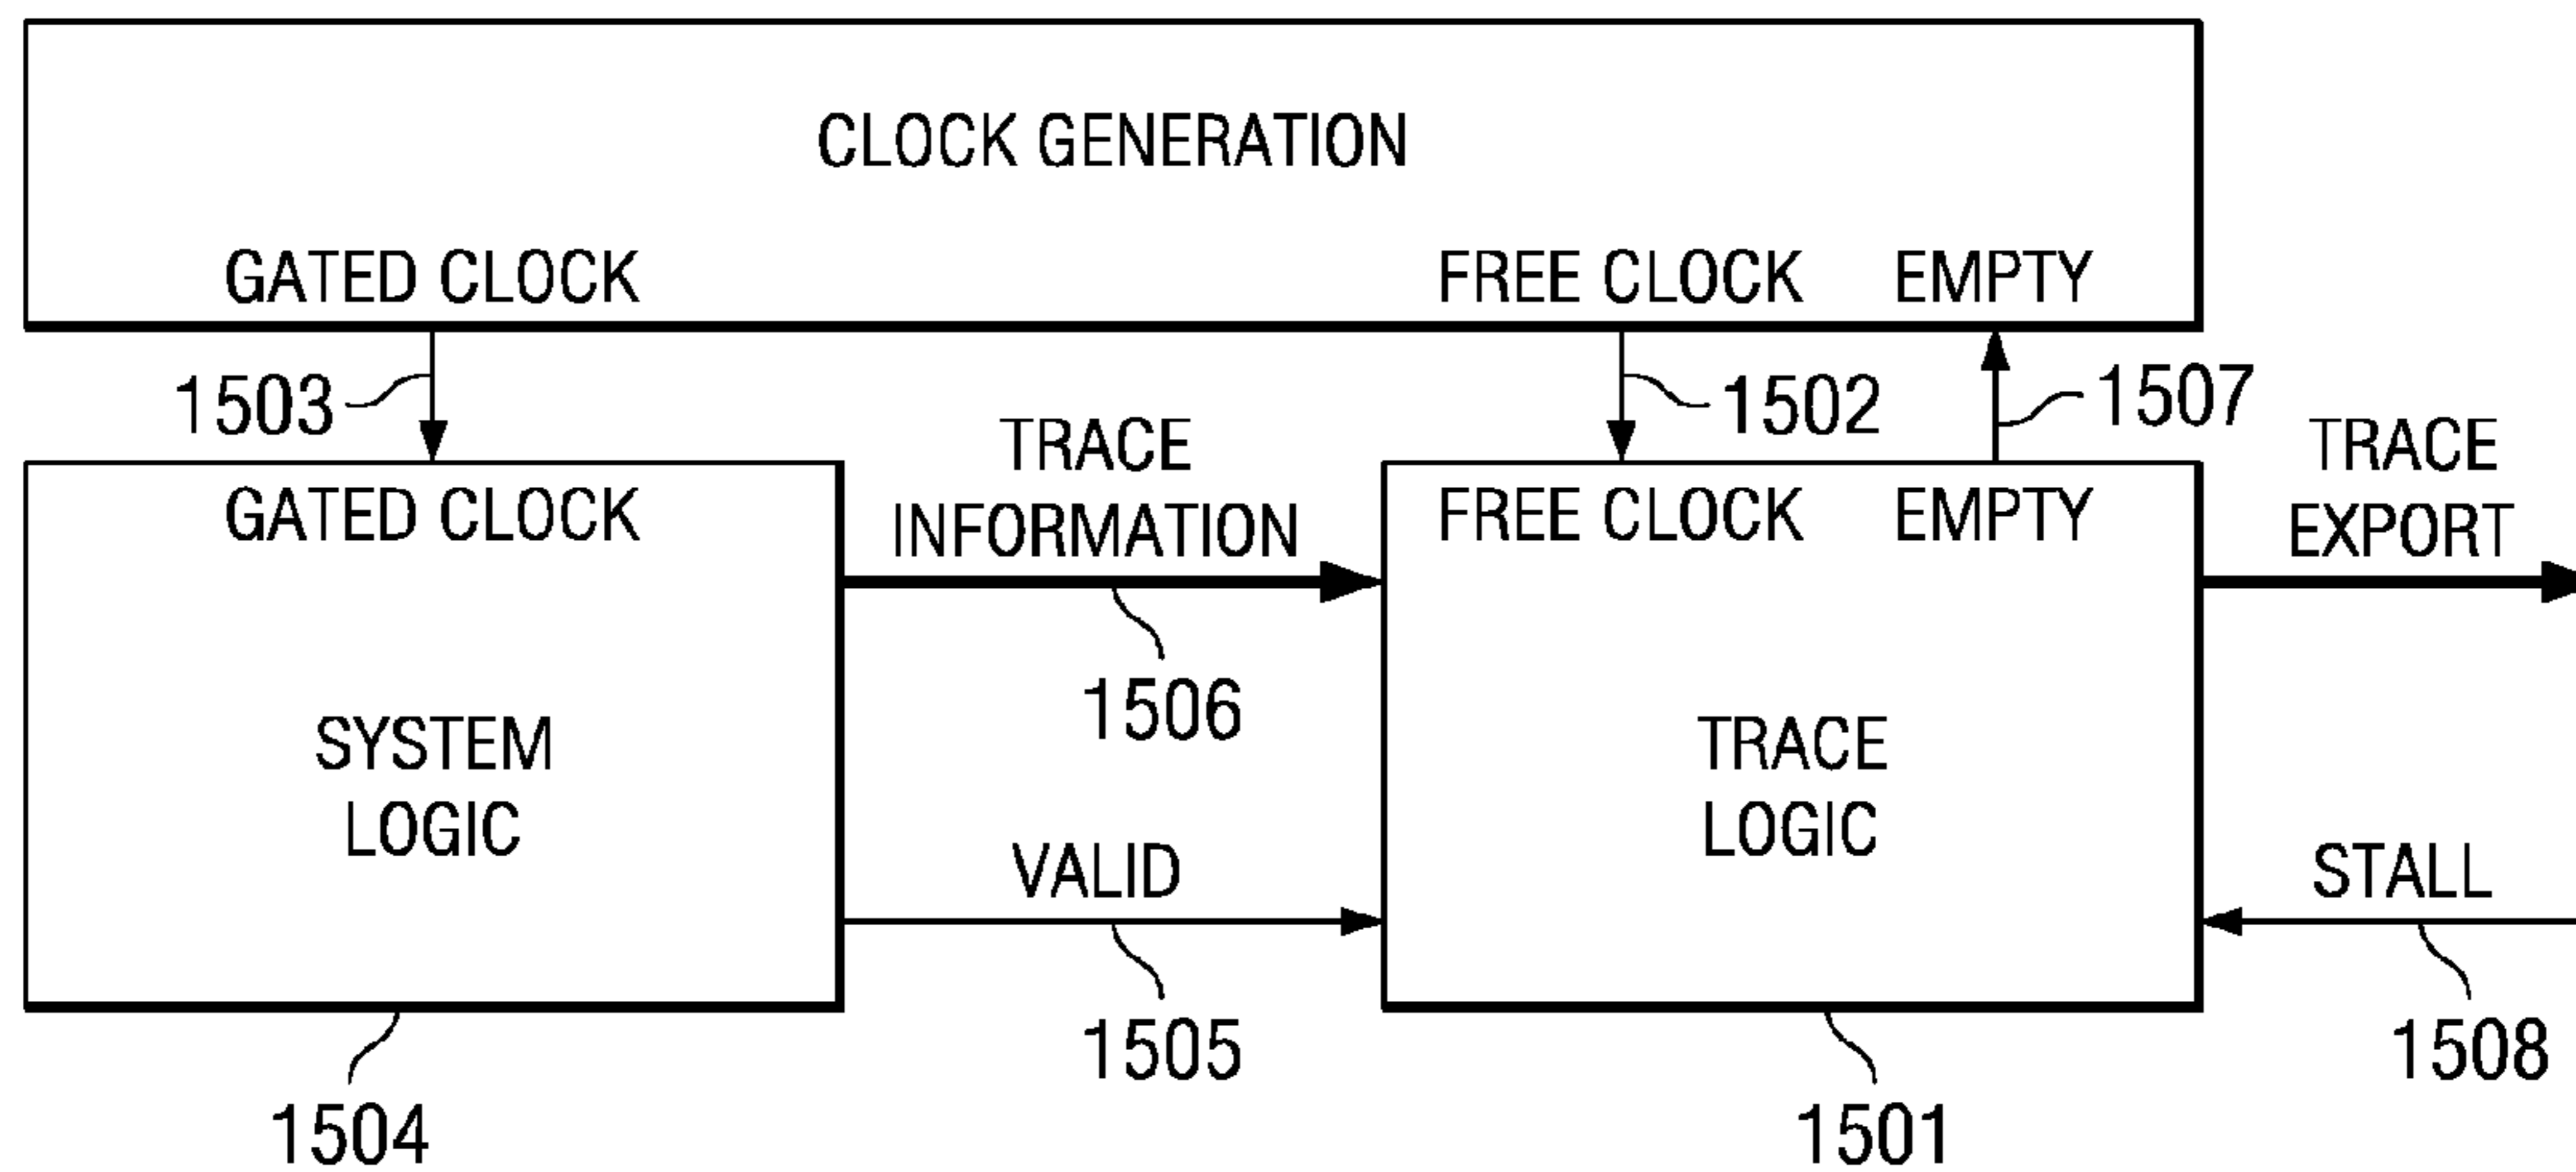 CLOCK GENERATION
GATED CLOCK
FREE CLOCK
EMPTY
1503
1502
1507
TRACE
INFORMATION
TRACE
EXPORT
GATED CLOCK
FREE CLOCK
EMPTY
1506
SYSTEM
LOGIC
TRACE
LOGIC
VALID
STALL
1505
1508
1504
1501